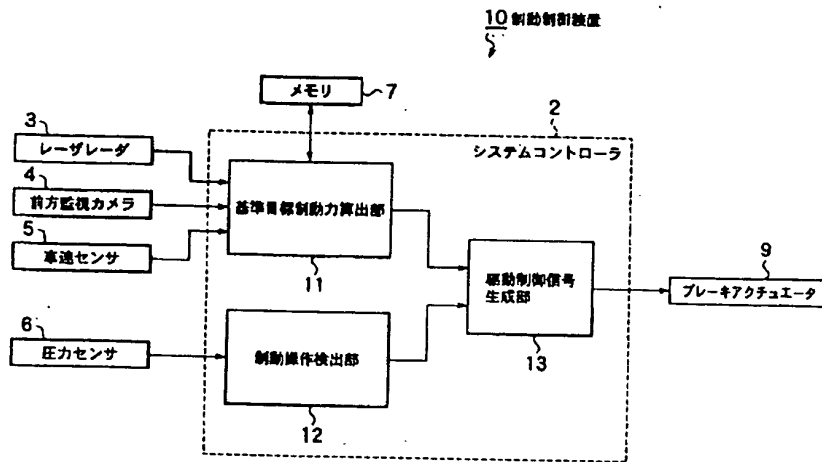 10 制動制御装置
メモリ 7
2
システムコントローラ
3
レーザレーダ
4
前方監視カメラ
5
車速センサ
基準目標制動力算出部
11
駆動制御信号
生成部
13
9
ブレーキアクチュエータ
6
圧力センサ
制動操作検出部
12